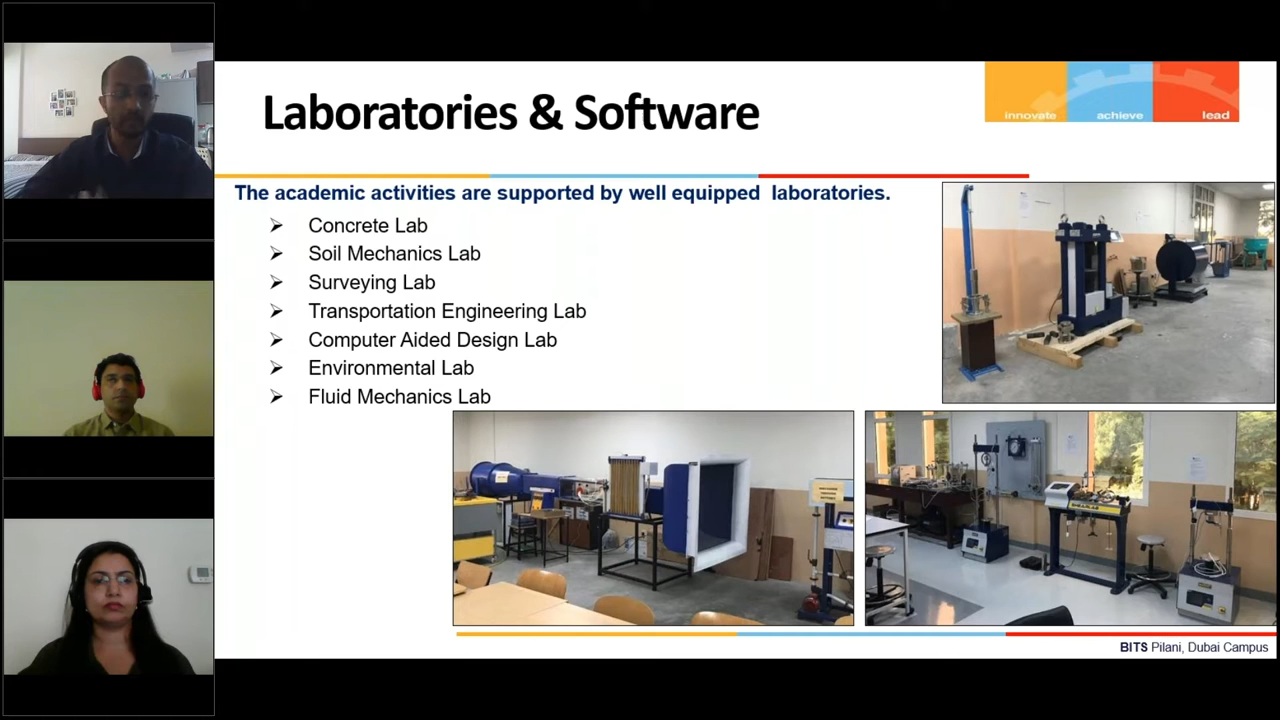 Laboratories & Software
innovate achieve lead
The academic activities are supported by well equipped laboratories.
Concrete Lab
Soil Mechanics Lab
Surveying Lab
Transportation Engineering Lab
Computer Aided Design Lab
Environmental Lab
Fluid Mechanics Lab
BITS Pilani, Dubai Campus